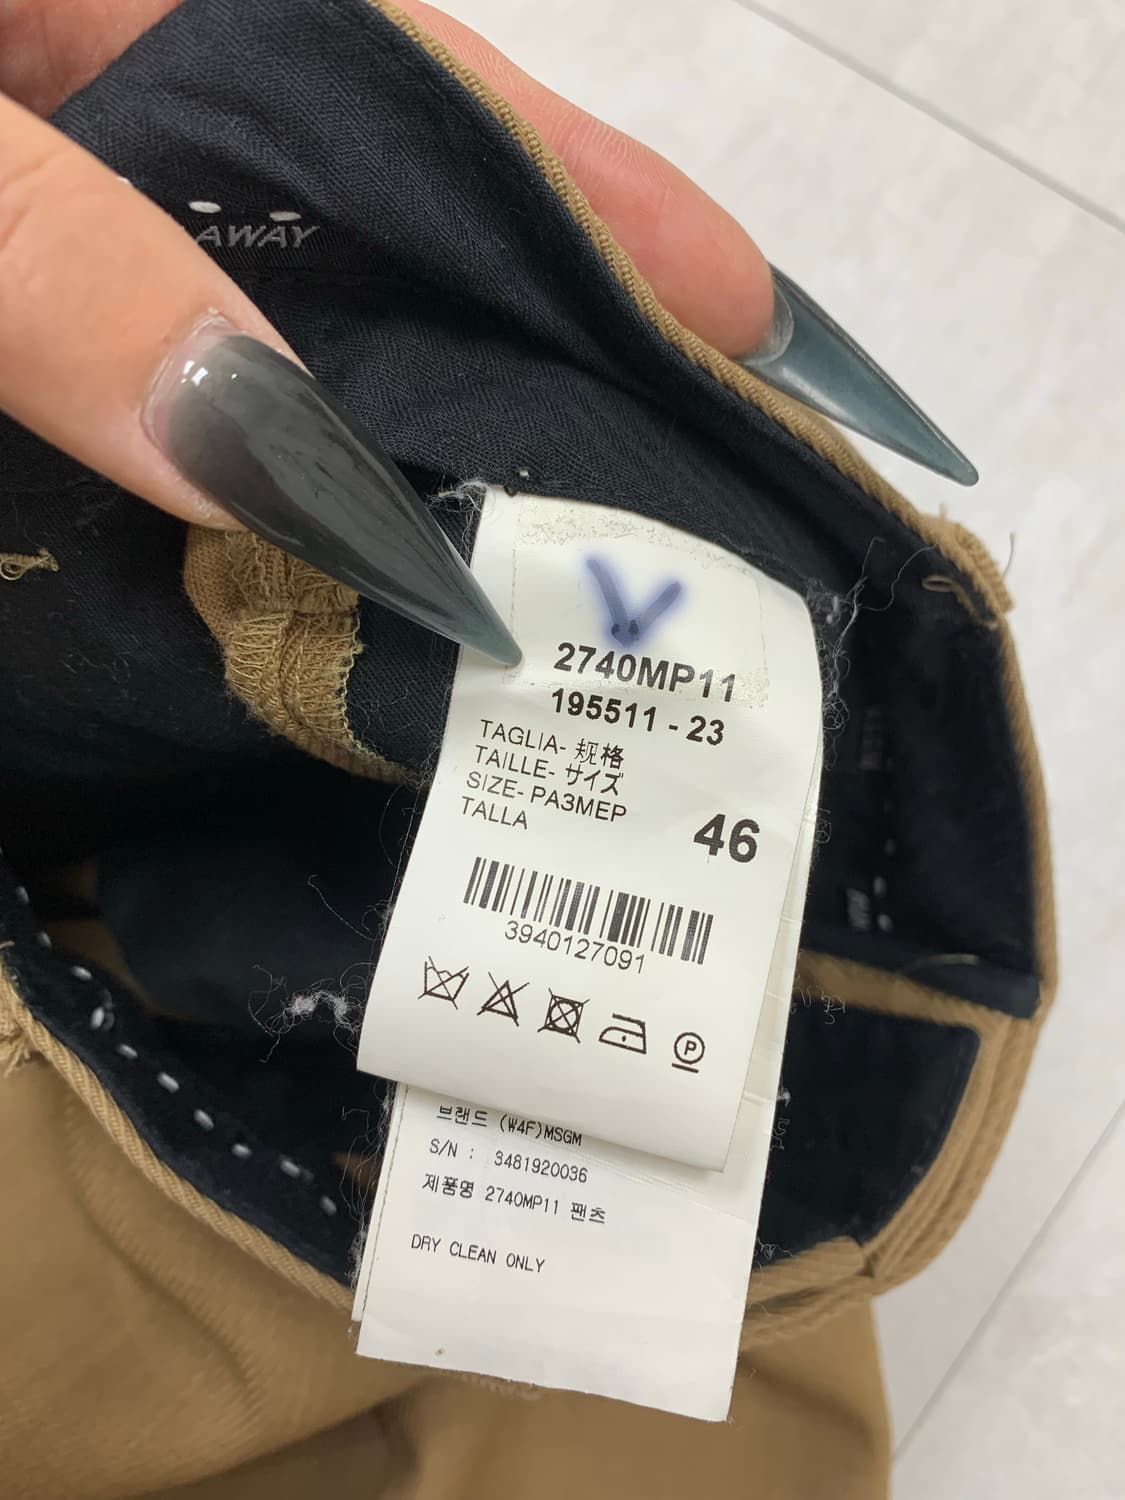 AWAY
V
2740MP11
195511 - 23
TAGLIA- 规格
TAILLE- サイズ
SIZE- PA3MEP
TALLA
46
3940127091
P
브랜드 (W4F)MSGM
S/N : 3481920036
제품명 2740MP11 팬츠
DRY CLEAN ONLY